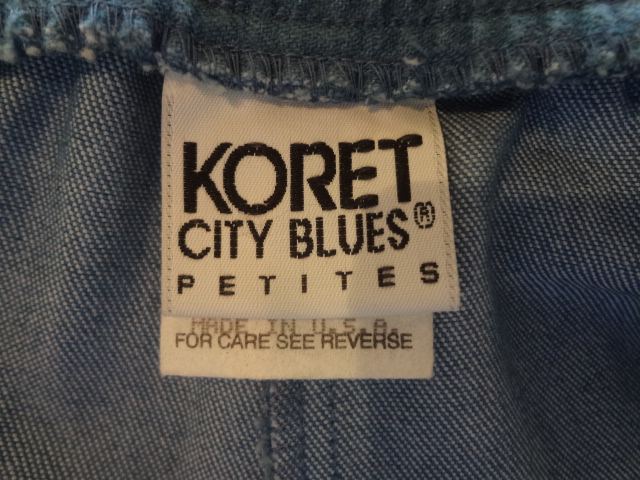 KORET
CITY BLUES®
PETITES
MADE IN U.S.A.
FOR CARE SEE REVERSE